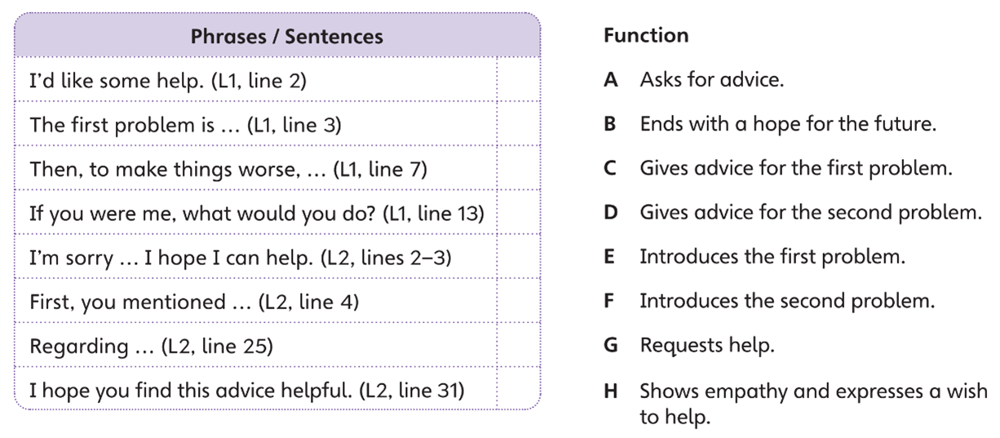 Phrases / Sentences
I'd like some help. (L1, line 2)
The first problem is … (L1, line 3)
Then, to make things worse, … (L1, line 7)
If you were me, what would you do? (L1, line 13)
I'm sorry … I hope I can help. (L2, lines 2–3)
First, you mentioned … (L2, line 4)
Regarding … (L2, line 25)
I hope you find this advice helpful. (L2, line 31)
Function
A Asks for advice.
B Ends with a hope for the future.
C Gives advice for the first problem.
D Gives advice for the second problem.
E Introduces the first problem.
F Introduces the second problem.
G Requests help.
H Shows empathy and expresses a wish
to help.